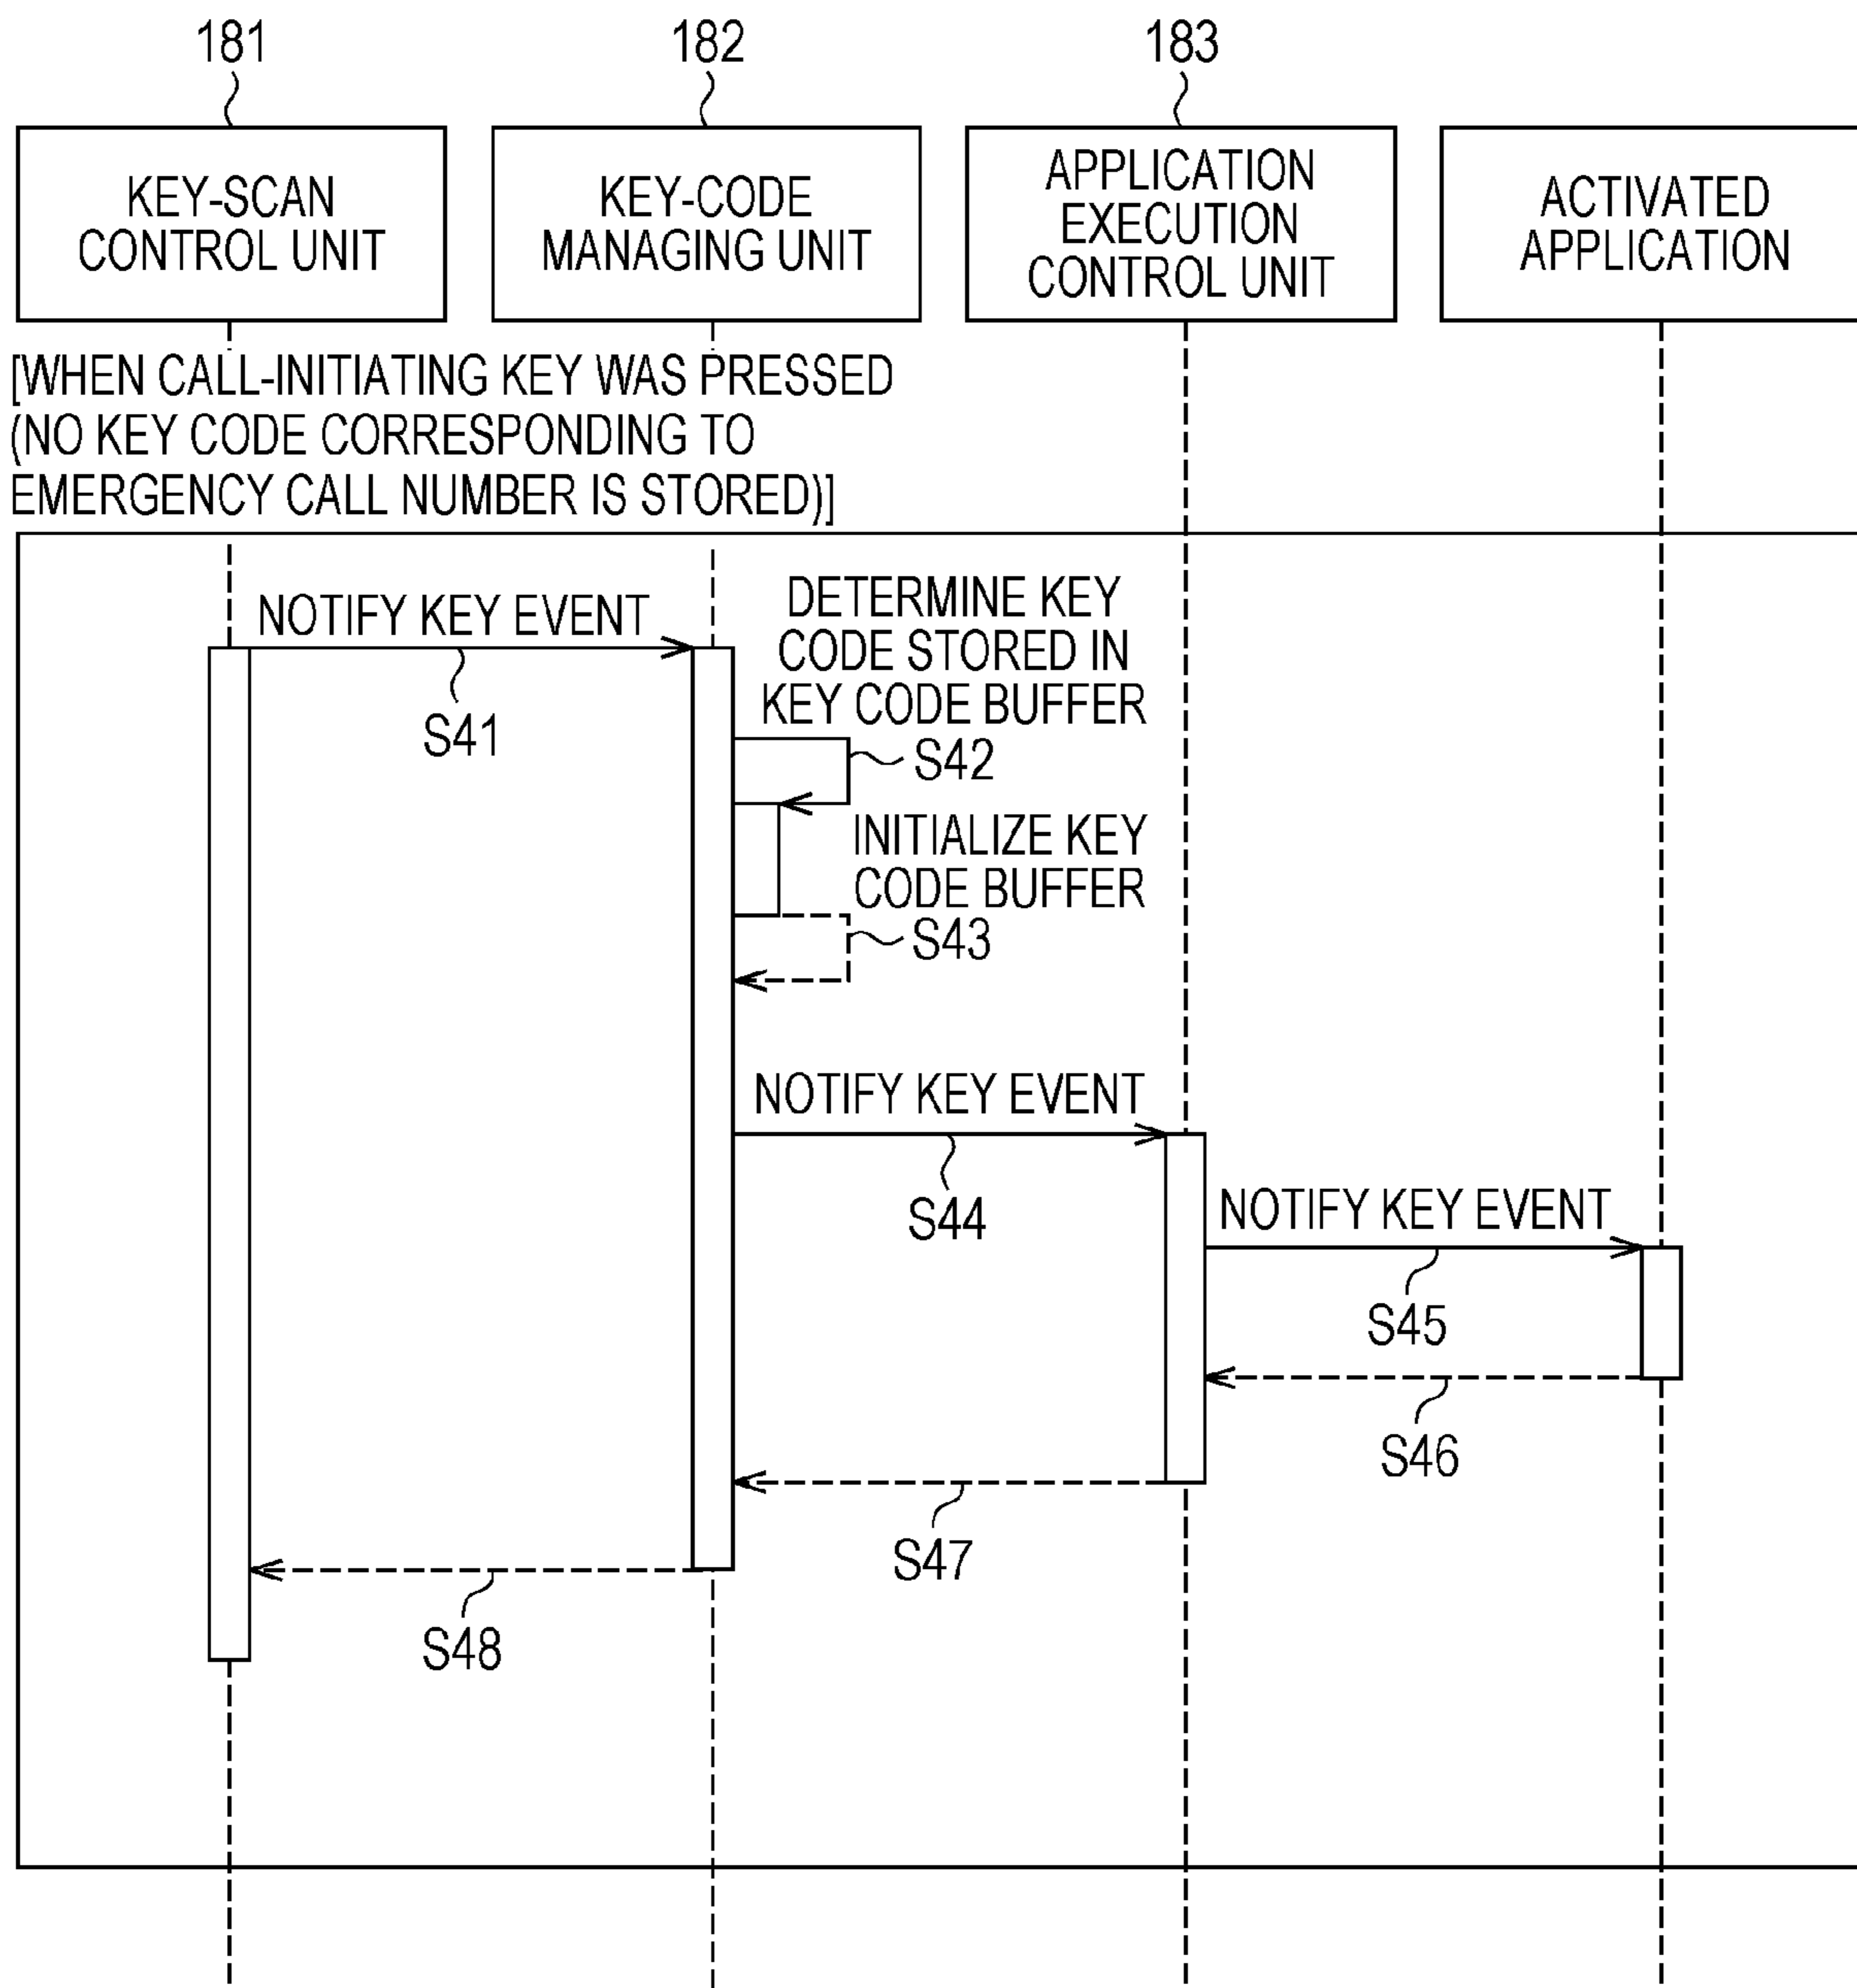 181
182
183
KEY-SCAN
CONTROL UNIT
KEY-CODE
MANAGING UNIT
APPLICATION
EXECUTION
CONTROL UNIT
ACTIVATED
APPLICATION
[WHEN CALL-INITIATING KEY WAS PRESSED
(NO KEY CODE CORRESPONDING TO
EMERGENCY CALL NUMBER IS STORED)]
NOTIFY KEY EVENT
S41
DETERMINE KEY
CODE STORED IN
KEY CODE BUFFER
S42
INITIALIZE KEY
CODE BUFFER
S43
NOTIFY KEY EVENT
S44
NOTIFY KEY EVENT
S45
S46
S47
S48